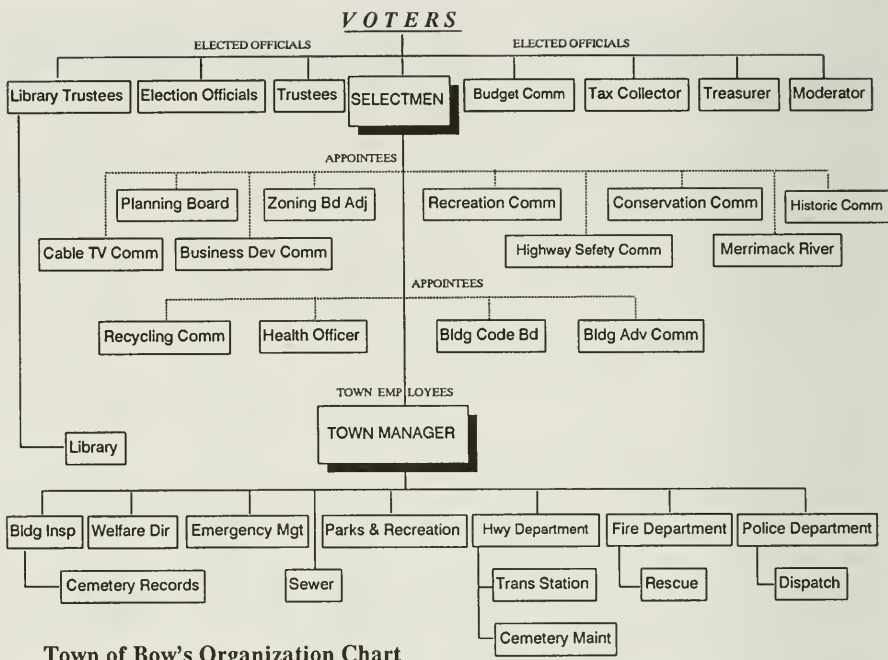 VOTERS
ELECTED OFFICIALS ELECTED OFFICIALS
Library Trustees Election Officials Trustees SELECTMEN Budget Comm Tax Collector Treasurer Moderator
APPOINTEES
Planning Board Zoning Bd Adj Recreation Comm Conservation Comm Historic Comm
Cable TV Comm Business Dev Comm Highway Sefety Comm Merrimack River
APPOINTEES
Recycling Comm Health Officer Bldg Code Bd Bldg Adv Comm
TOWN EMPLOYEES
TOWN MANAGER
Library
Bldg Insp Welfare Dir Emergency Mgt Parks & Recreation Hwy Department Fire Department Police Department
Cemetery Records Sewer Trans Station Rescue Dispatch
Cemetery Maint
Town of Bow's Organization Chart